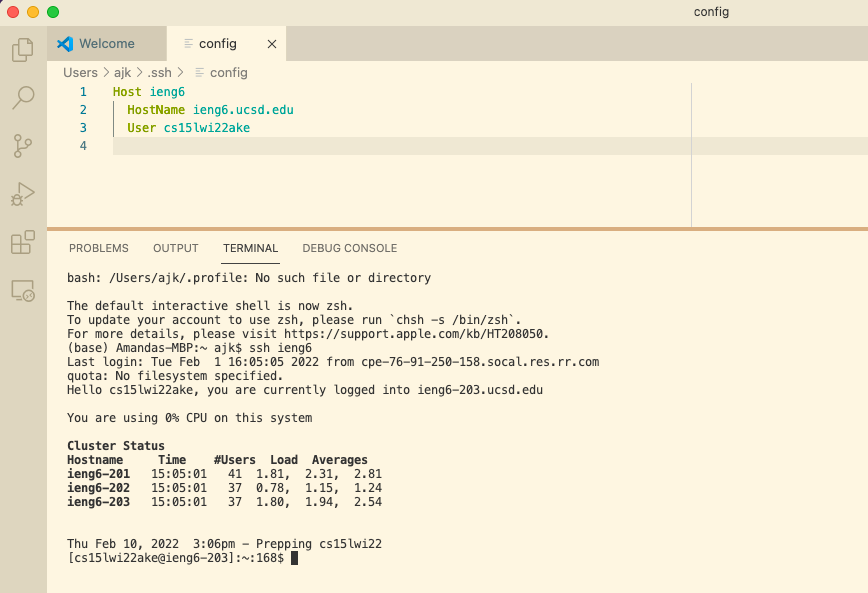 config
Welcome
config
Users > ajk > .ssh > config
1 Host ieng6
2 HostName ieng6.ucsd.edu
3 User cs15lwi22ake
4
PROBLEMS OUTPUT TERMINAL DEBUG CONSOLE
bash: /Users/ajk/.profile: No such file or directory
The default interactive shell is now zsh.
To update your account to use zsh, please run `chsh -s /bin/zsh`.
For more details, please visit https://support.apple.com/kb/HT208050.
(base) Amandas-MBP:~ ajk$ ssh ieng6
Last login: Tue Feb  1 16:05:05 2022 from cpe-76-91-250-158.socal.res.rr.com
quota: No filesystem specified.
Hello cs15lwi22ake, you are currently logged into ieng6-203.ucsd.edu
You are using 0% CPU on this system
Cluster Status
Hostname     Time    #Users  Load  Averages
ieng6-201   15:05:01   41  1.81,  2.31,  2.81
ieng6-202   15:05:01   37  0.78,  1.15,  1.24
ieng6-203   15:05:01   37  1.80,  1.94,  2.54
Thu Feb 10, 2022  3:06pm - Prepping cs15lwi22
[cs15lwi22ake@ieng6-203]:~:168$